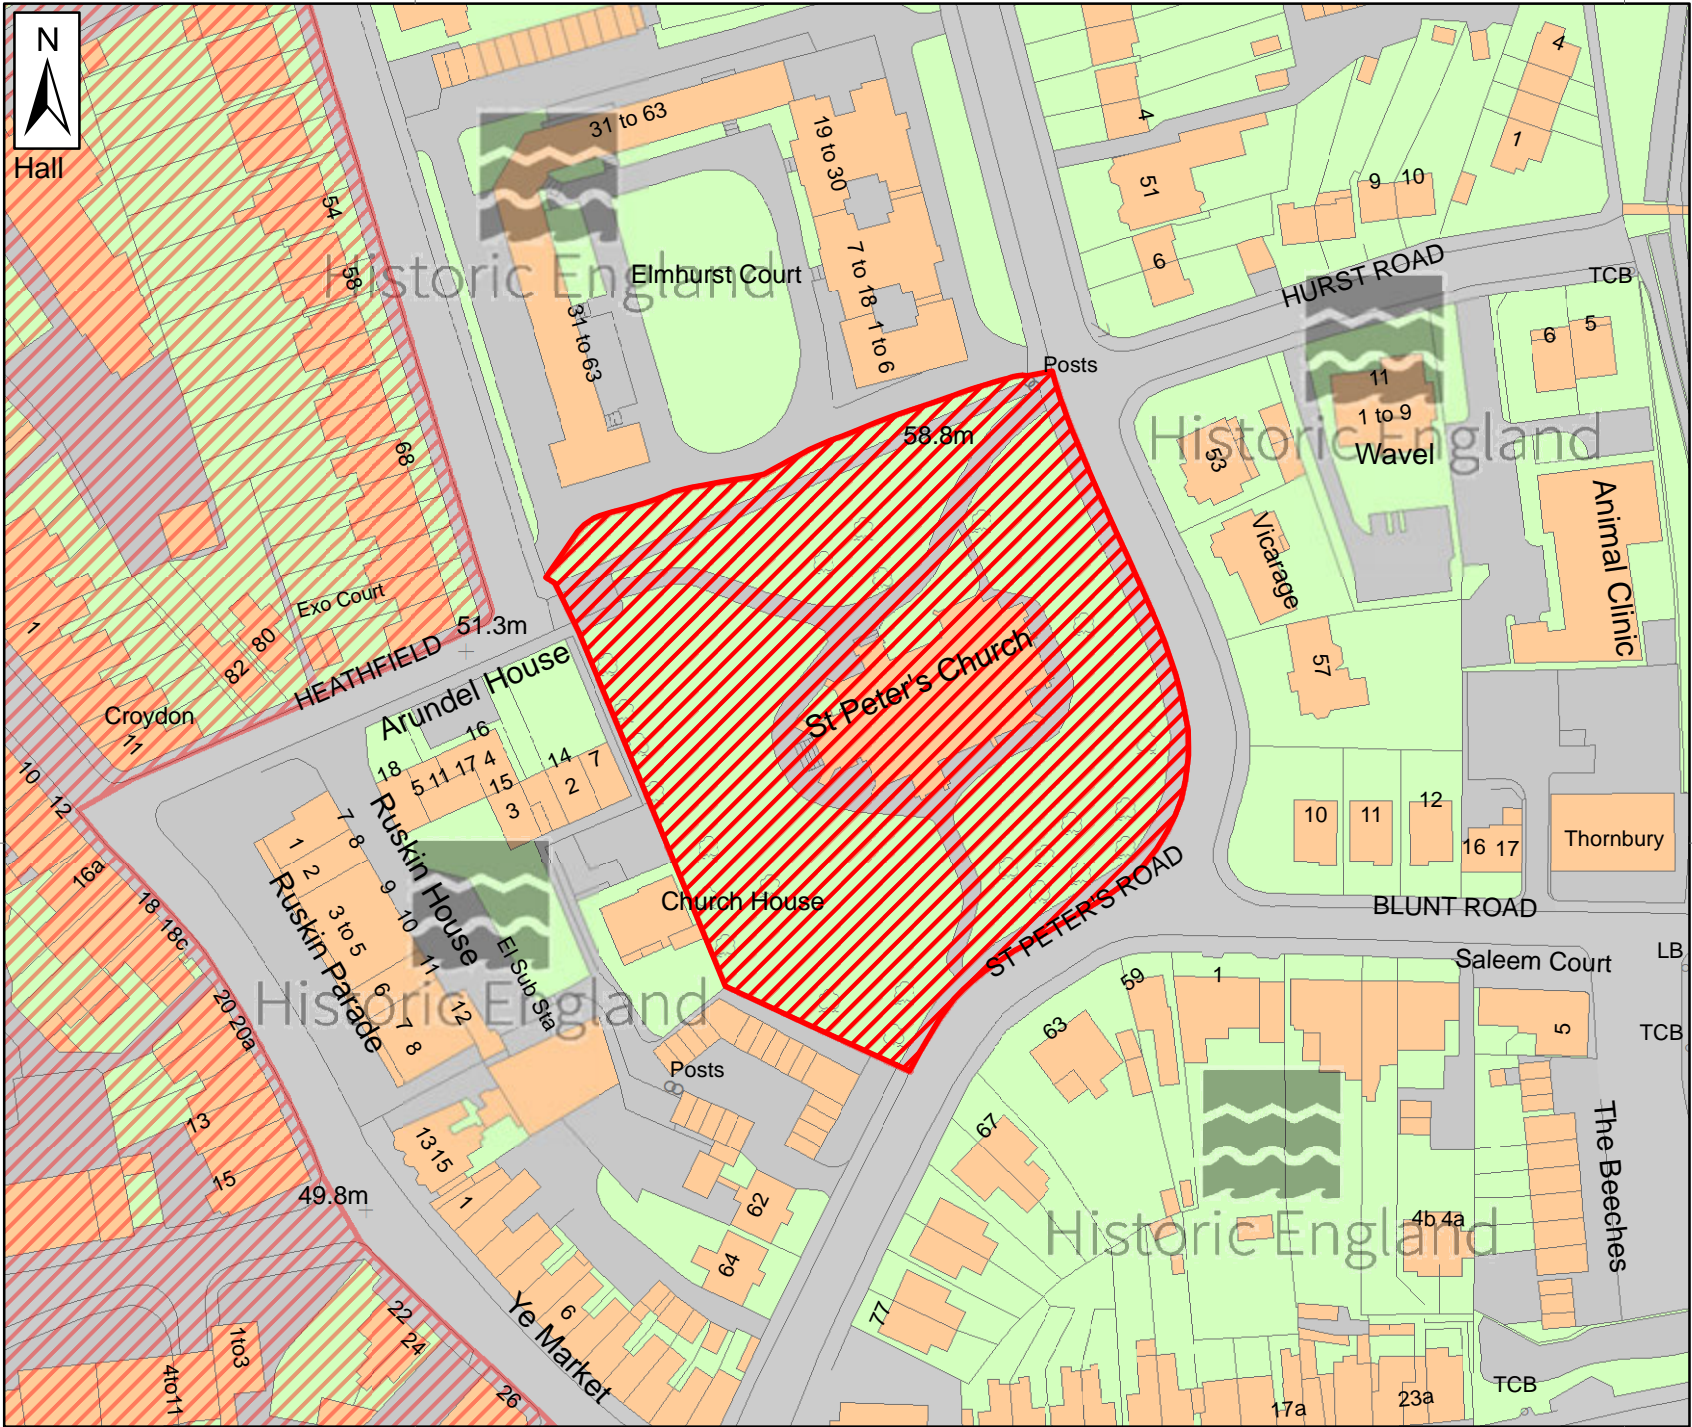 N
Hall
31 to 63
19 to 30
4
4
1
51
9
10
54
58
Historic England
Elmhurst Court
7 to 18
1 to 6
31 to 63
6
HURST ROAD
TCB
6
5
Posts
11
1 to 9
Historic England
Wavel
58.8m
68
53
Animal Clinic
Vicarage
Exo Court
51.3m
1
80
82
HEATHFIELD
Arundel House
St Peter's Church
57
Croydon
11
16
18
5
11
17
4
15
14
7
3
2
10
12
10
11
12
16
17
Thornbury
7
8
1
2
Ruskin House
16a
9
3 to 5
10
18
18c
Ruskin Parade
Church House
ST PETER'S ROAD
BLUNT ROAD
11
El Sub Sta
6
12
Historic England
7
8
20
20a
59
1
Saleem Court
LB
63
5
TCB
Posts
13
13
15
67
The Beeches
15
49.8m
1
62
64
4b
4a
Historic England
22
24
6
Ye Market
77
1to3
4to11
26
TCB
17a
23a